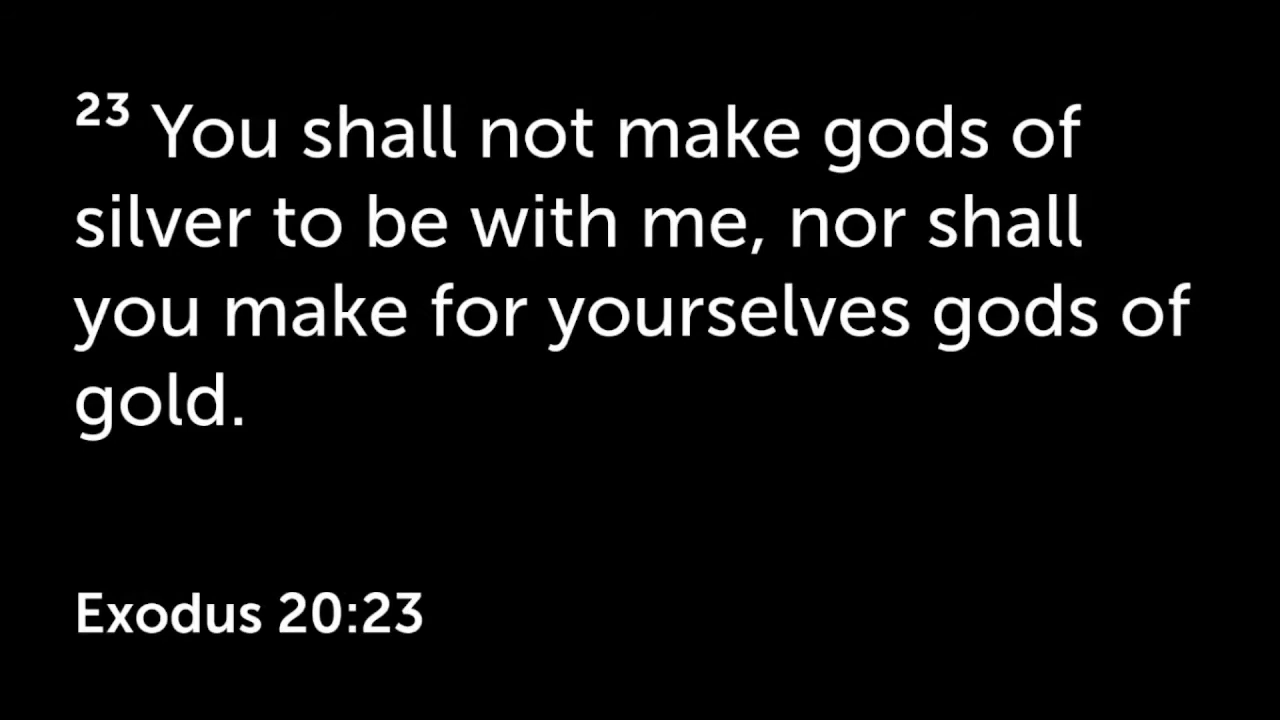 23 You shall not make gods of
silver to be with me, nor shall
you make for yourselves gods of
gold.
Exodus 20:23